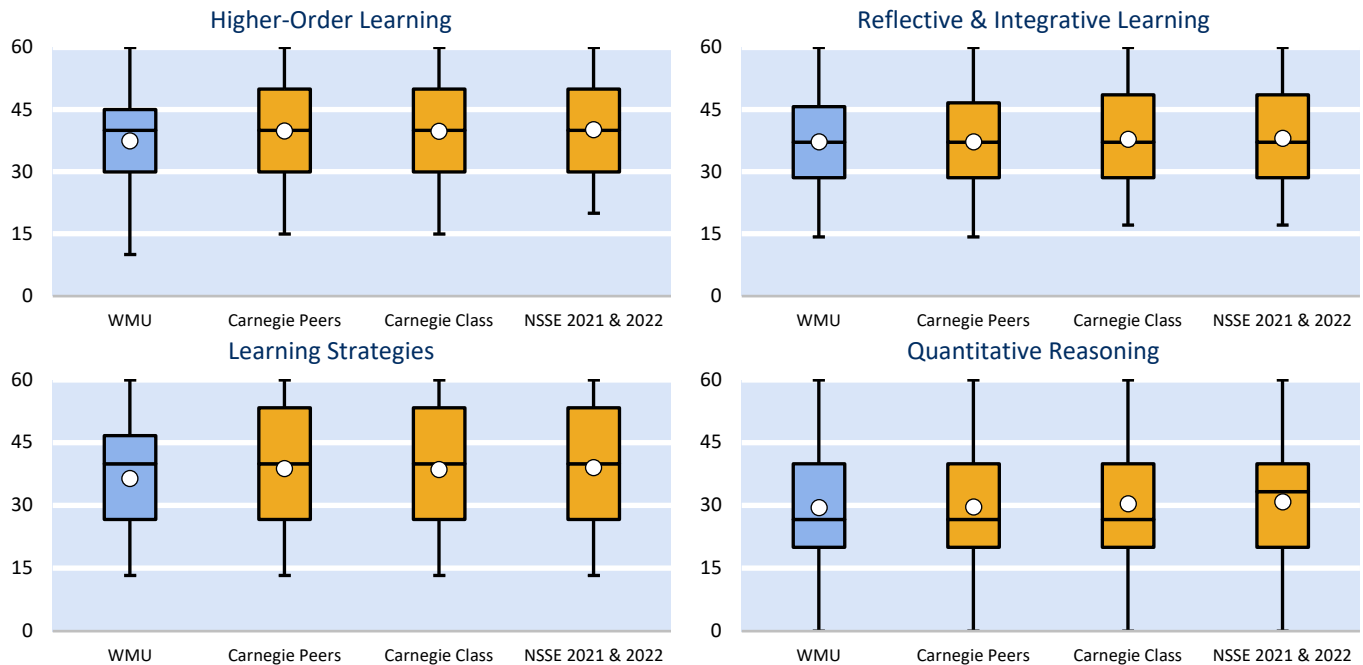 Higher-Order Learning
60
45
30
15
0
WMU Carnegie Peers Carnegie Class NSSE 2021 & 2022
Reflective & Integrative Learning
60
45
30
15
0
WMU Carnegie Peers Carnegie Class NSSE 2021 & 2022
Learning Strategies
60
45
30
15
0
WMU Carnegie Peers Carnegie Class NSSE 2021 & 2022
Quantitative Reasoning
60
45
30
15
0
WMU Carnegie Peers Carnegie Class NSSE 2021 & 2022